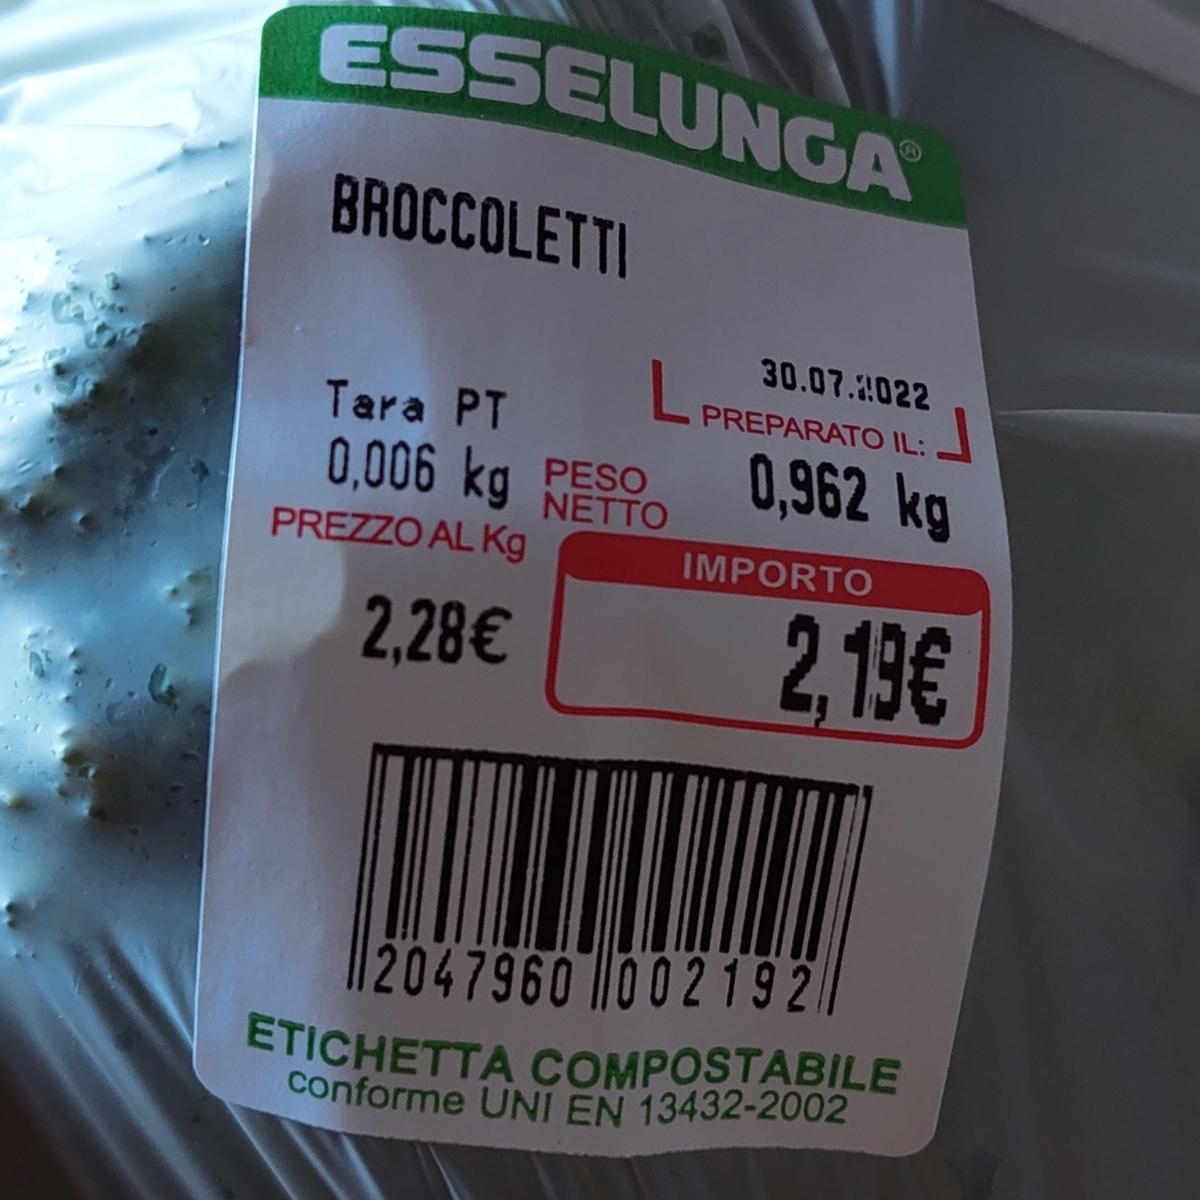 ESSELUNGA®
BROCCOLETTI
30.07.2022
PREPARATO IL:
Tara PT
0,006 kg
PESO
NETTO
0,962 kg
PREZZO AL Kg
IMPORTO
2,28€
2,19€
2047960 002192
ETICHETTA COMPOSTABILE
conforme UNI EN 13432-2002